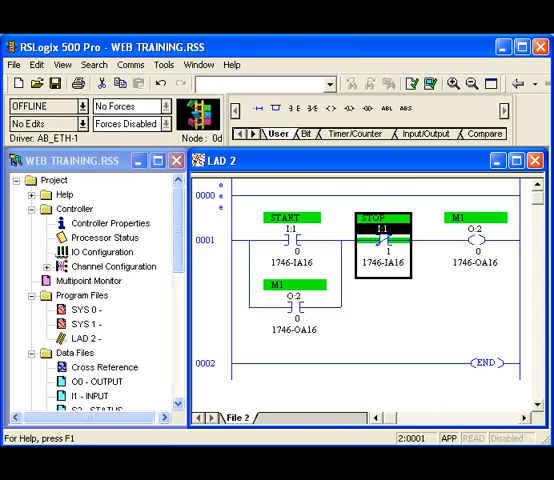 RSLogix 500 Pro - WEB TRAINING.RSS
File Edit View Search Comms Tools Window Help
OFFLINE No Forces
No Edits Forces Disabled
Driver: AB_ETH-1 Node: 0d
User Bit Timer/Counter Input/Output Compare
ABL ABS
WEB TRAINING.RSS
Project
Help
Controller
Controller Properties
Processor Status
IO Configuration
Channel Configuration
Multipoint Monitor
Program Files
SYS 0 -
SYS 1 -
LAD 2 -
Data Files
Cross Reference
O0 - OUTPUT
I1 - INPUT
S2 - STATUS
LAD 2
e
0000 e
e
START STOP M1
I:1 I:1 O:2
0001
0 1 0
1746-IA16 1746-IA16 1746-OA16
M1
O:2
0
1746-OA16
0002 END
File 2
For Help, press F1 2:0001 APP READ Disabled